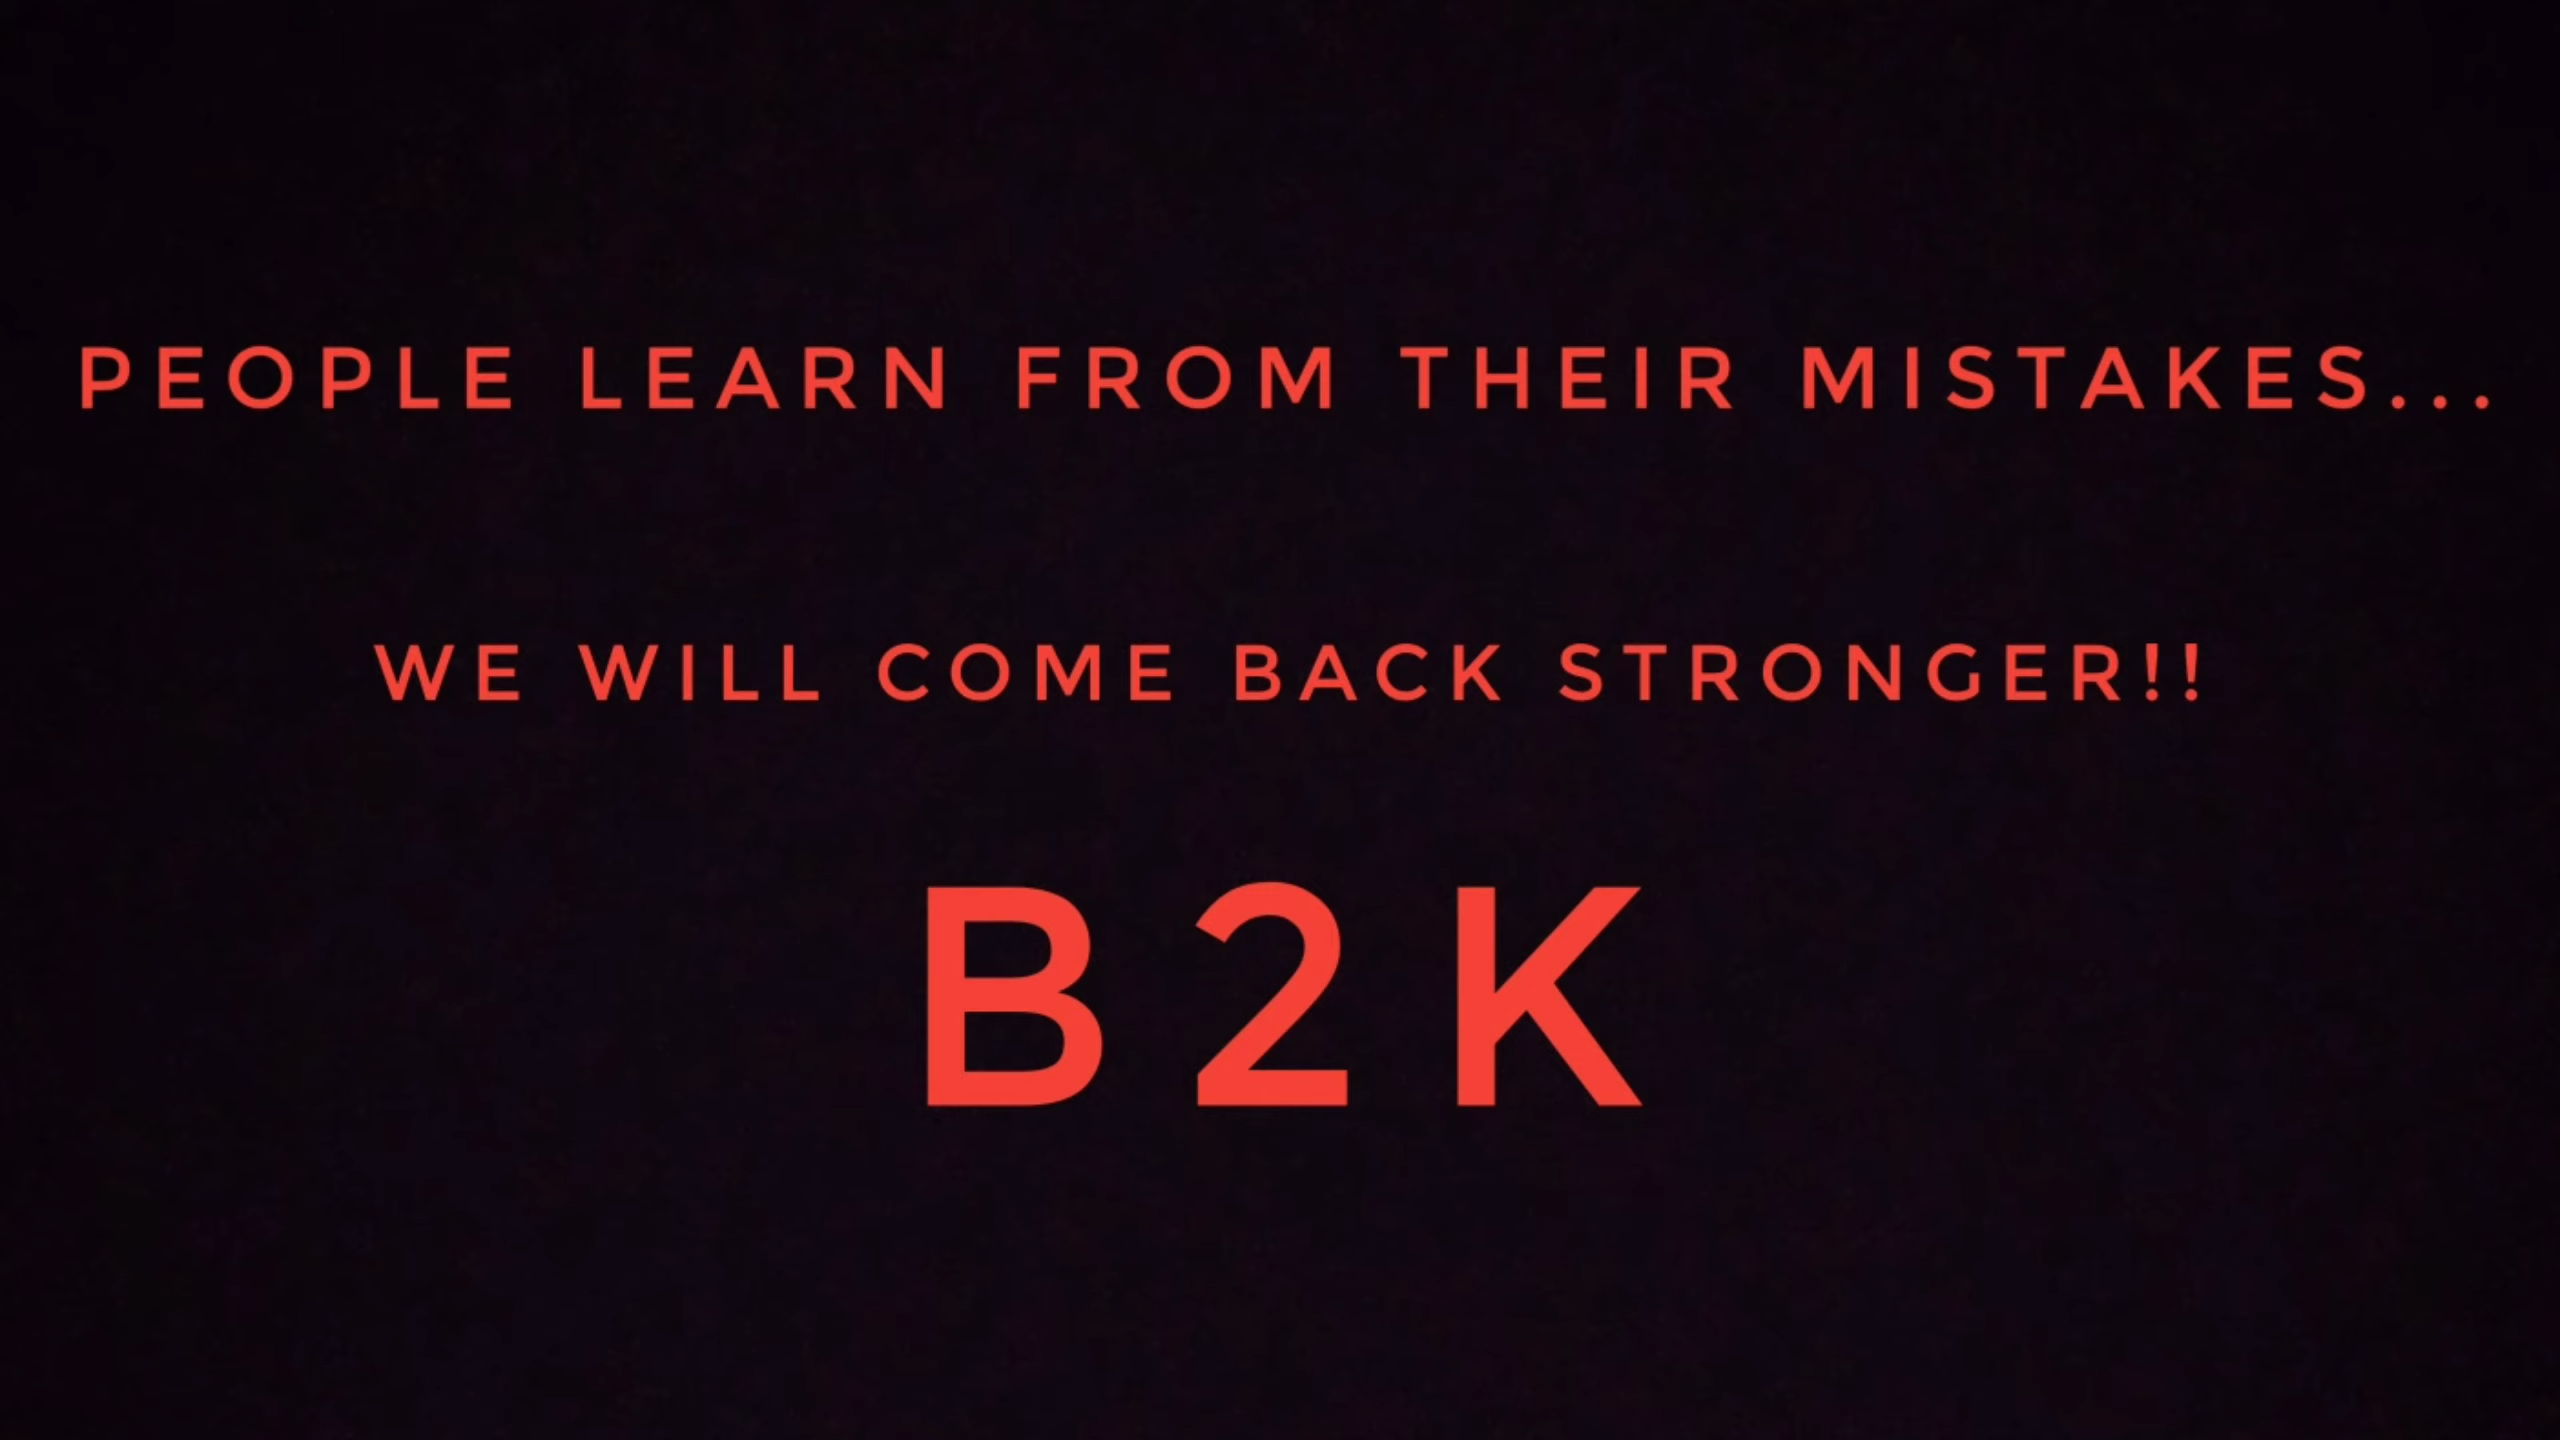 PEOPLE LEARN FROM THEIR MISTAKES...
WE WILL COME BACK STRONGER!!
B2K